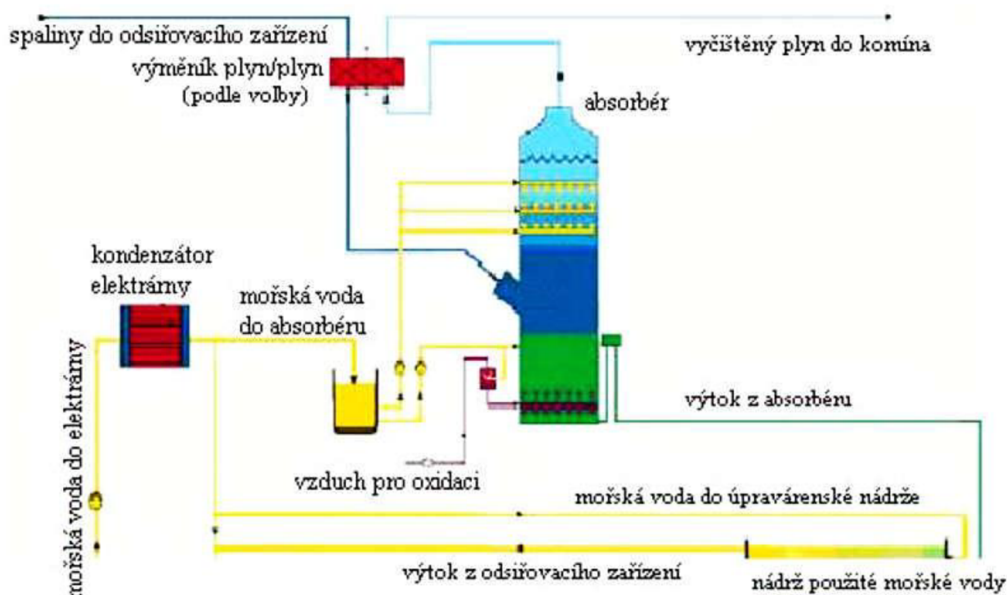 spaliny do odsiřovacího zařízení
vyčištěný plyn do komína
výměník plyn/plyn
(podle volby)
absorbér
kondenzátor
elektrárny
mořská voda
do absorbéru
mořská voda do elektrárny
výtok z absorbéru
vzduch pro oxidaci
mořská voda do úpravárenské nádrže
výtok z odsiřovacího zařízení
nádrž použité mořské vody